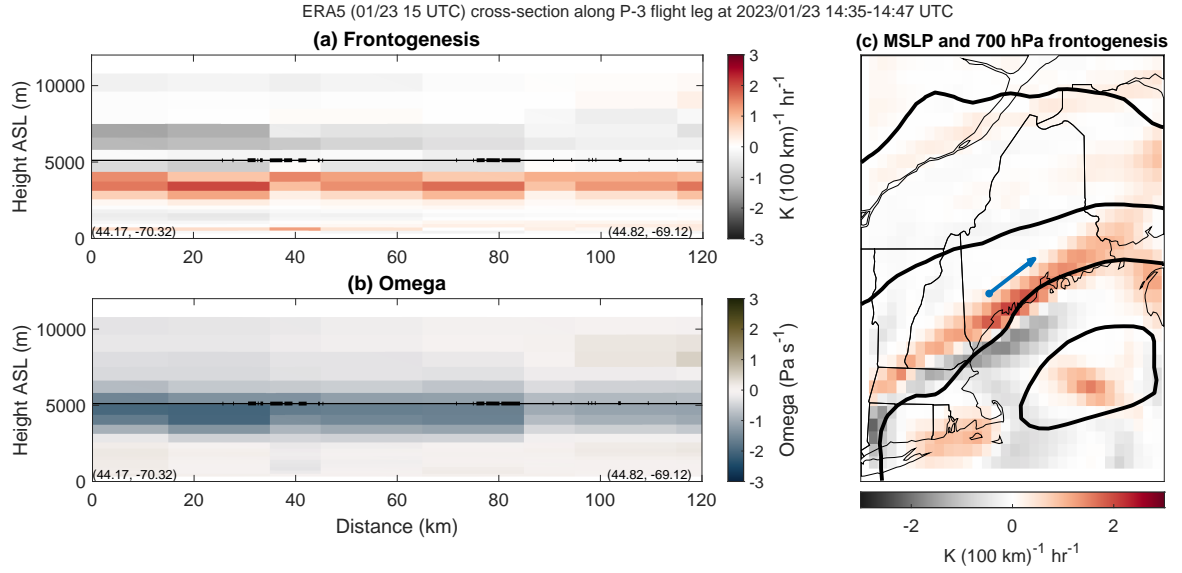 ERA5 (01/23 15 UTC) cross-section along P-3 flight leg at 2023/01/23 14:35-14:47 UTC
(a) Frontogenesis
Height ASL (m)
10000
5000
0
(44.17, -70.32)
(44.82, -69.12)
0 20 40 60 80 100 120
3
2
1
0
-1
-2
-3
K (100 km)⁻¹ hr⁻¹
(b) Omega
Height ASL (m)
10000
5000
0
(44.17, -70.32)
(44.82, -69.12)
0 20 40 60 80 100 120
Distance (km)
3
2
1
0
-1
-2
-3
Omega (Pa s⁻¹)
(c) MSLP and 700 hPa frontogenesis
-2 0 2
K (100 km)⁻¹ hr⁻¹